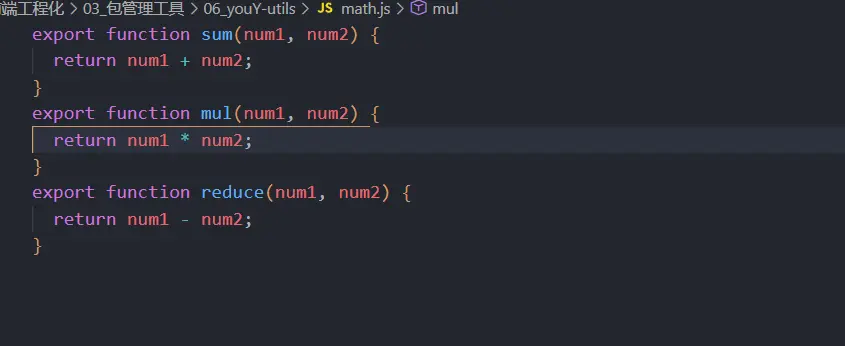 端工程化 > 03_包管理工具 > 06_youY-utils > JS math.js > mul
export function sum(num1, num2) {
  return num1 + num2;
}
export function mul(num1, num2) {
  return num1 * num2;
}
export function reduce(num1, num2) {
  return num1 - num2;
}